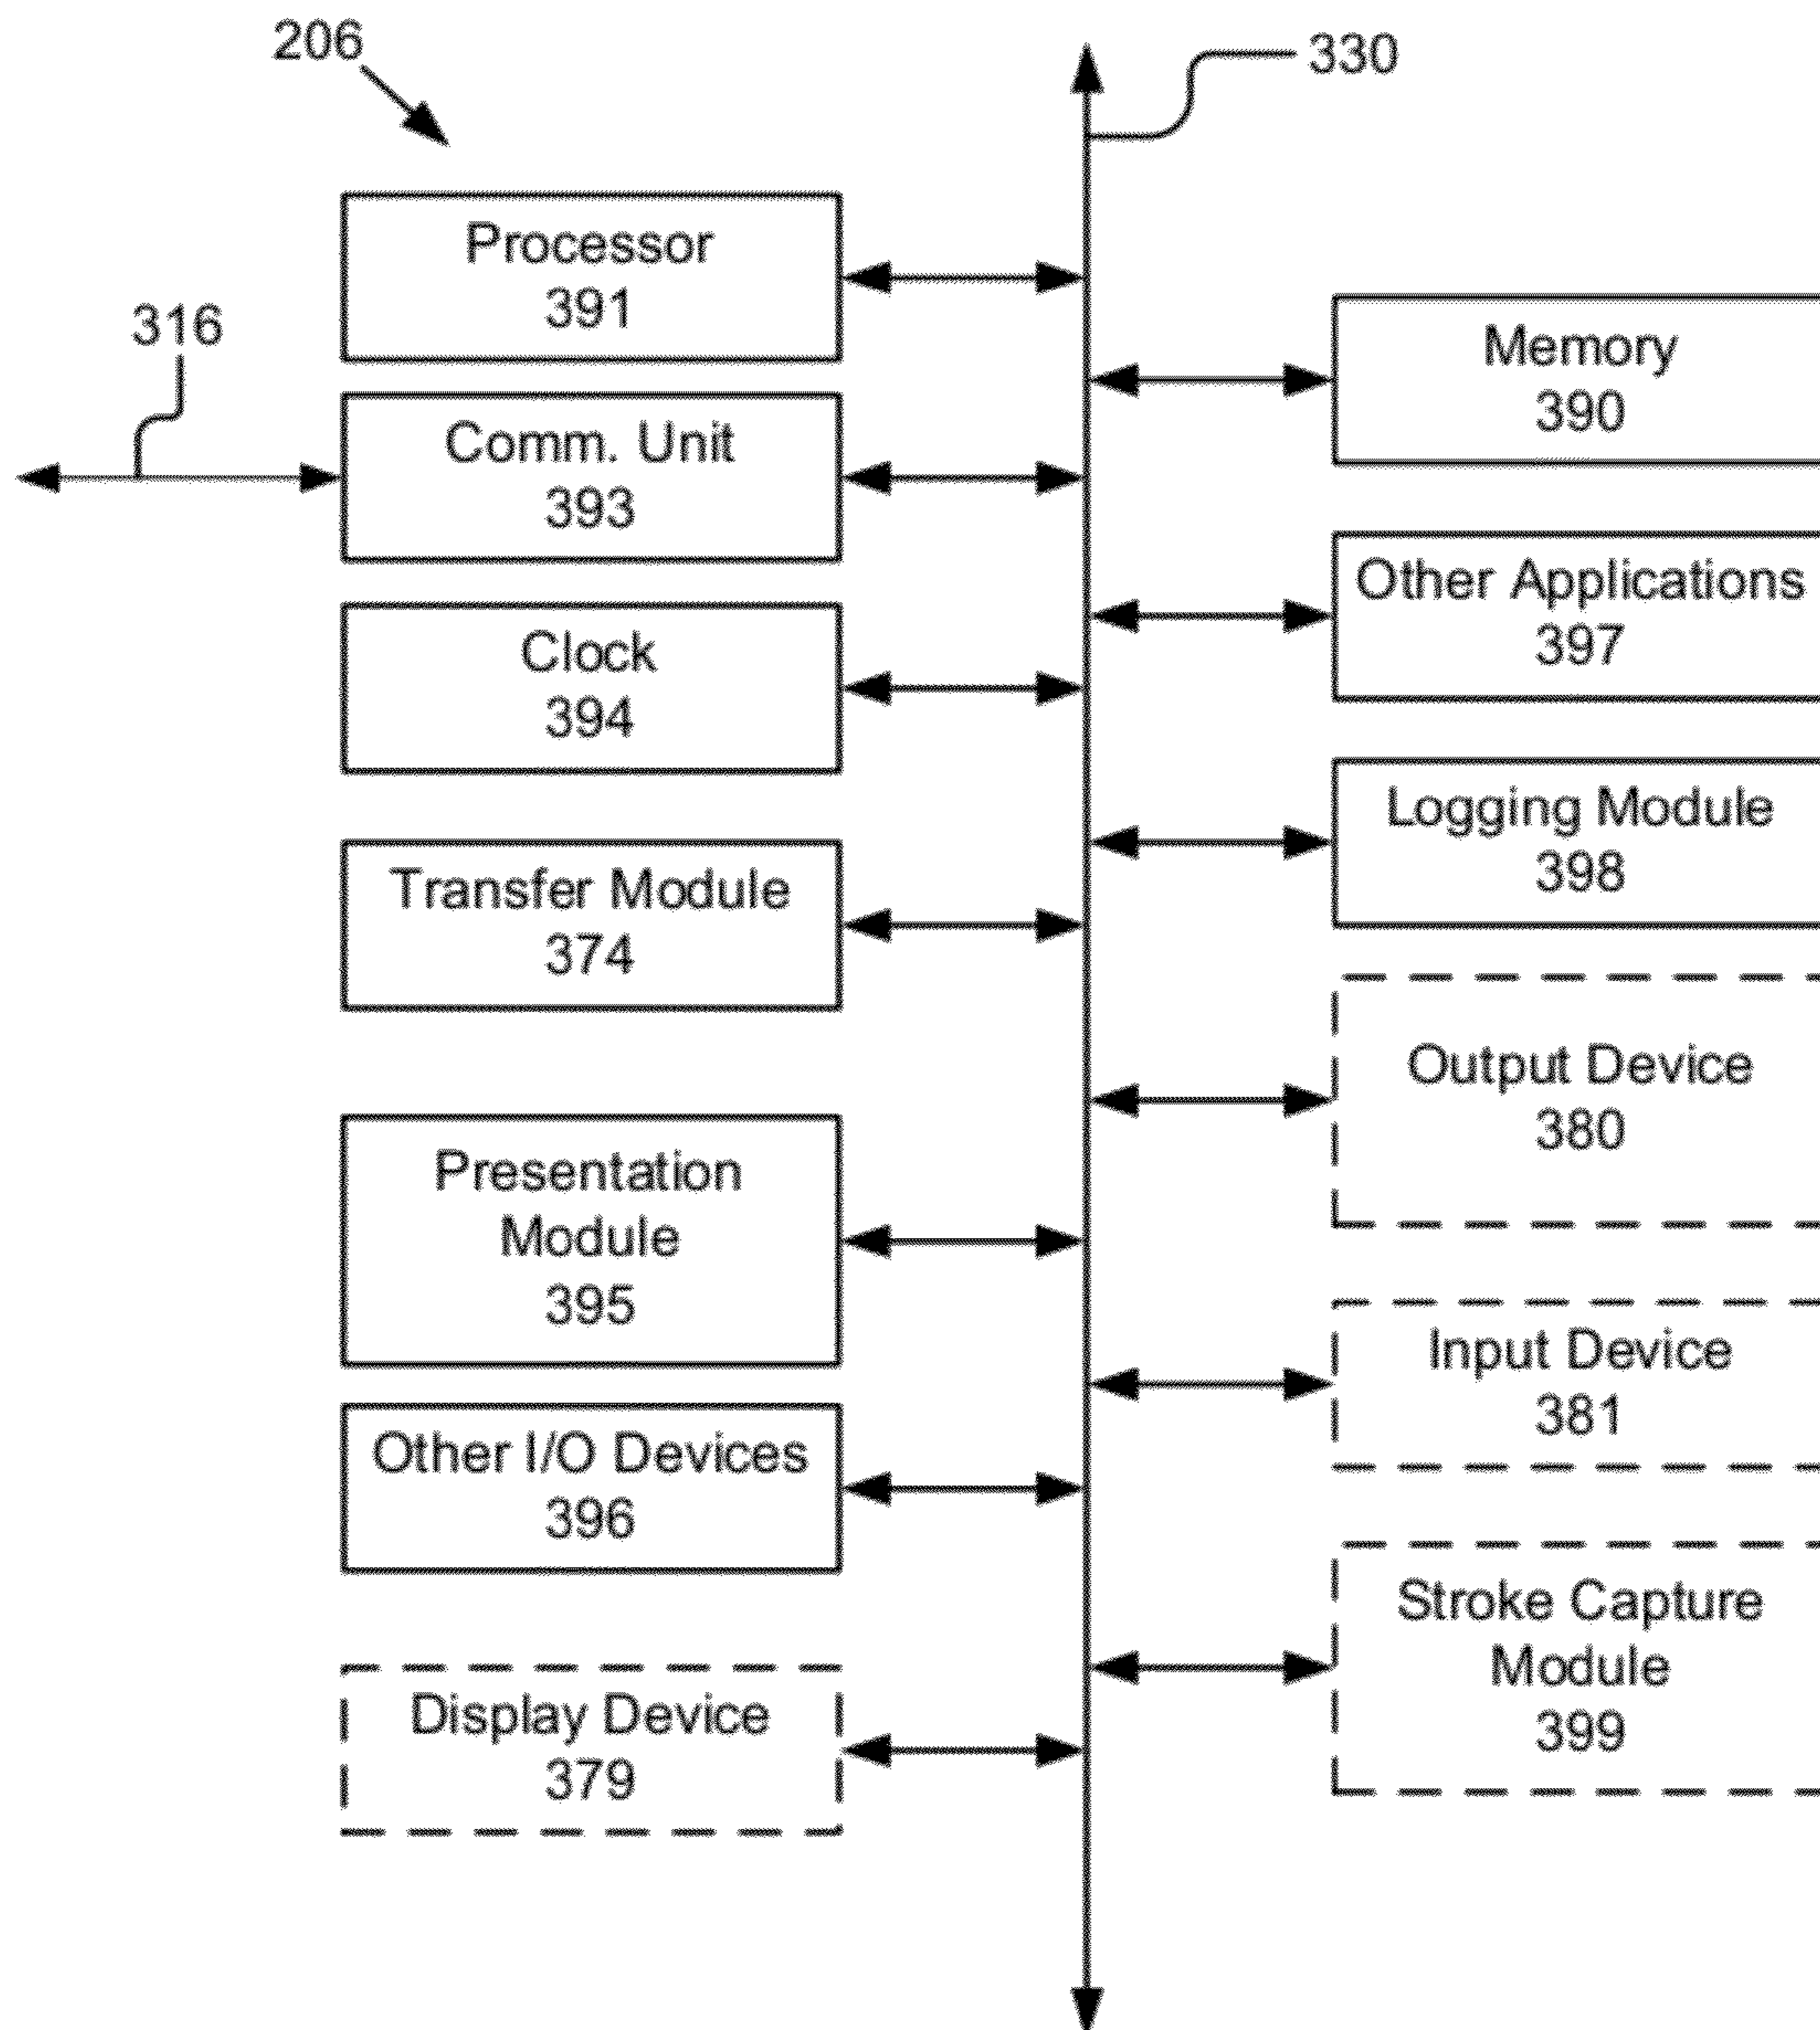 206
330
Processor
391
316
Comm. Unit
393
Clock
394
Transfer Module
374
Presentation
Module
395
Other I/O Devices
396
Display Device
379
Memory
390
Other Applications
397
Logging Module
398
Output Device
380
Input Device
381
Stroke Capture
Module
399